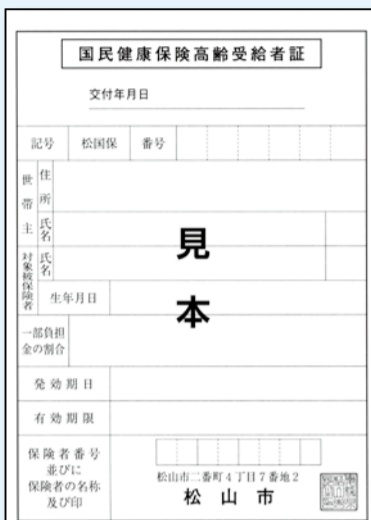 国民健康保険高齢受給者証
交付年月日
記号 松国保 番号
世帯主 住所
氏名
対象被保険者 氏名
生年月日
一部負担金の割合
発効期日
有効期限
保険者番号並びに保険者の名称及び印
松山市二番町4丁目7番地2
松山市
見本